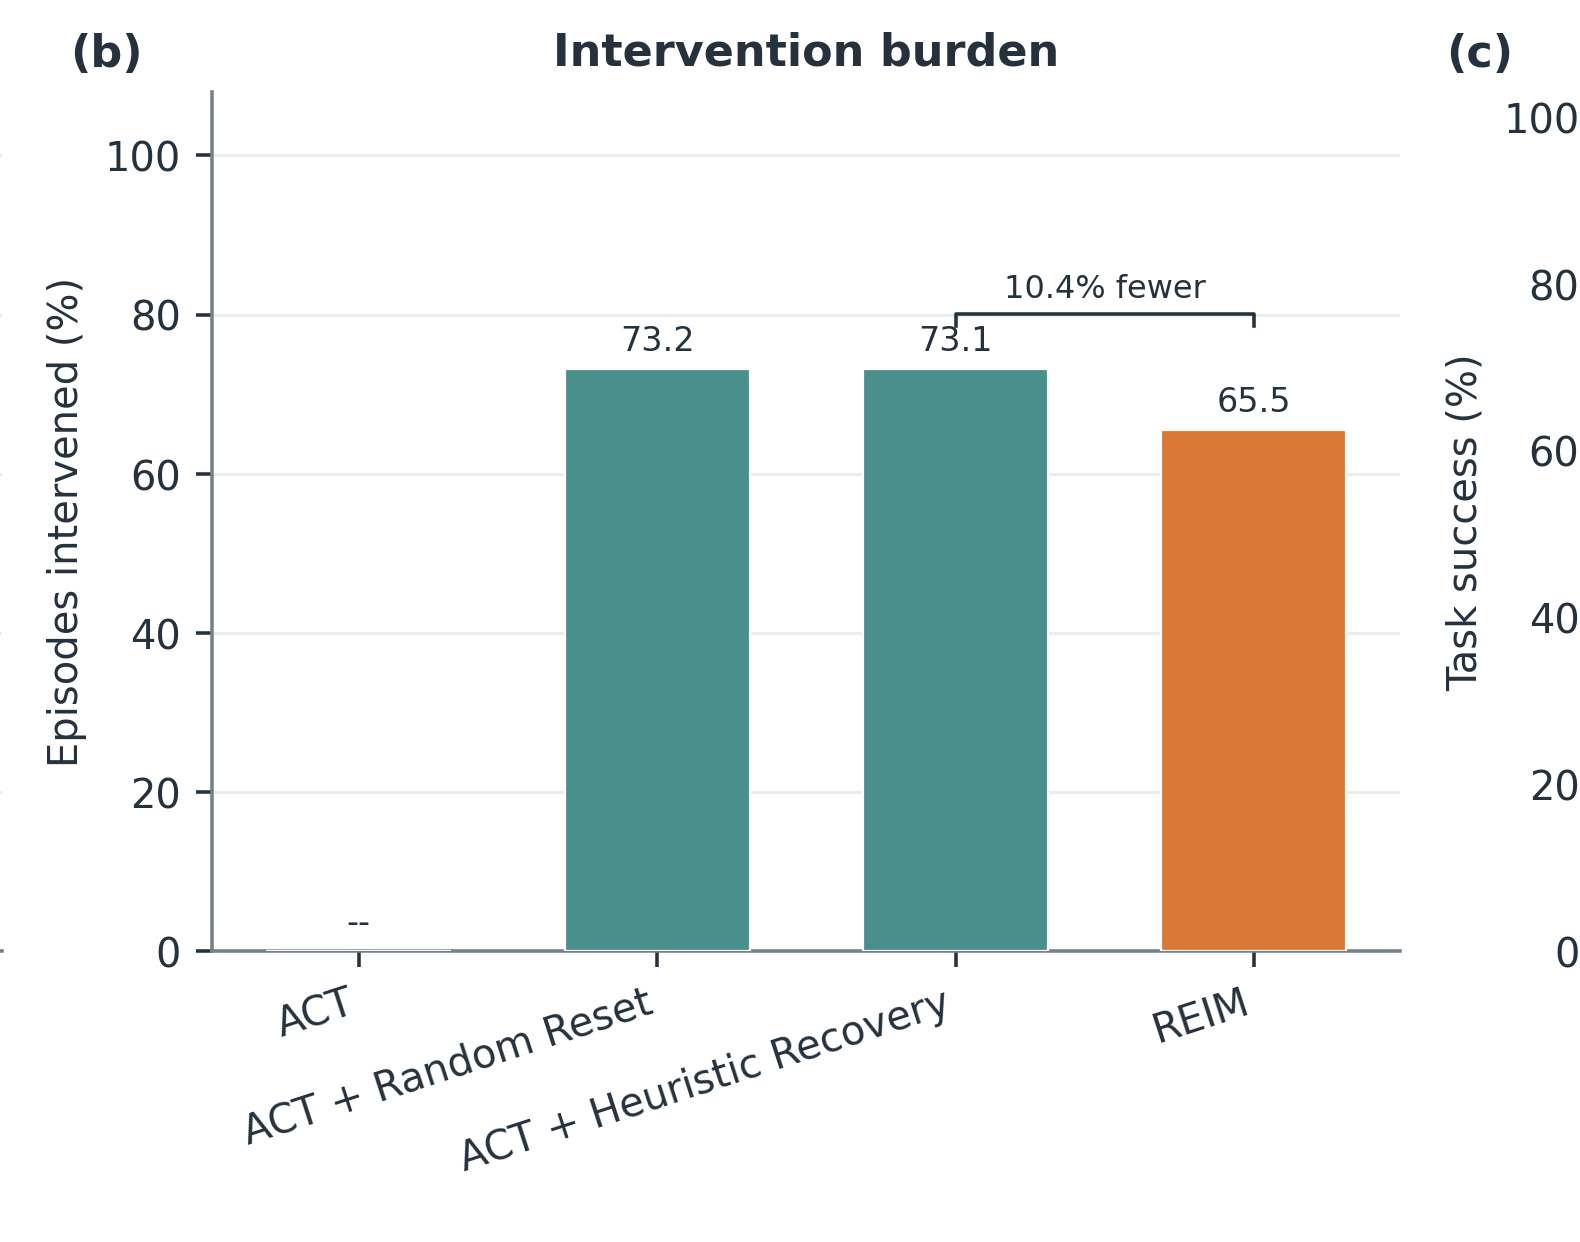 (b)
Intervention burden
Episodes intervened (%)
100
80
60
40
20
0
10.4% fewer
--
73.2
73.1
65.5
ACT
ACT + Random Reset
ACT + Heuristic Recovery
REIM
(c)
Task success (%)
100
80
60
40
20
0